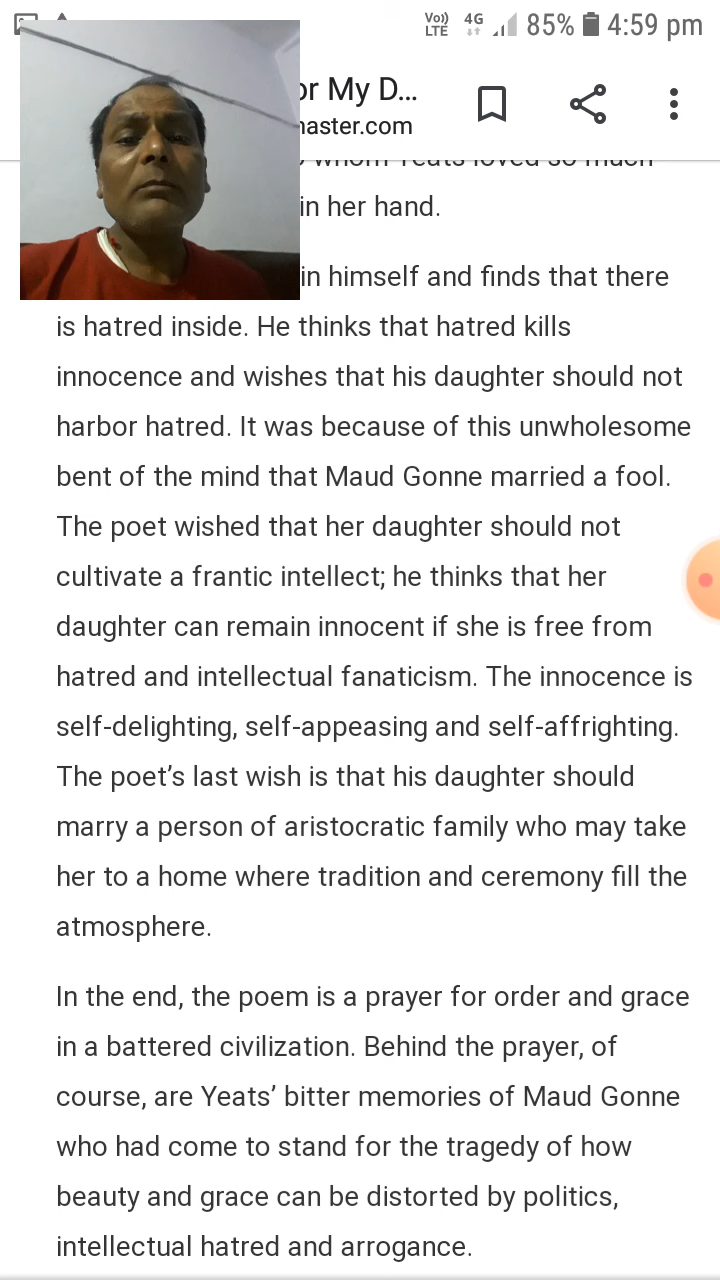 Vo)) LTE 4G 85% 4:59 pm
or My D...
naster.com
whom Yeats loved so much
in her hand.
in himself and finds that there
is hatred inside. He thinks that hatred kills
innocence and wishes that his daughter should not
harbor hatred. It was because of this unwholesome
bent of the mind that Maud Gonne married a fool.
The poet wished that her daughter should not
cultivate a frantic intellect; he thinks that her
daughter can remain innocent if she is free from
hatred and intellectual fanaticism. The innocence is
self-delighting, self-appeasing and self-affrighting.
The poet’s last wish is that his daughter should
marry a person of aristocratic family who may take
her to a home where tradition and ceremony fill the
atmosphere.
In the end, the poem is a prayer for order and grace
in a battered civilization. Behind the prayer, of
course, are Yeats’ bitter memories of Maud Gonne
who had come to stand for the tragedy of how
beauty and grace can be distorted by politics,
intellectual hatred and arrogance.